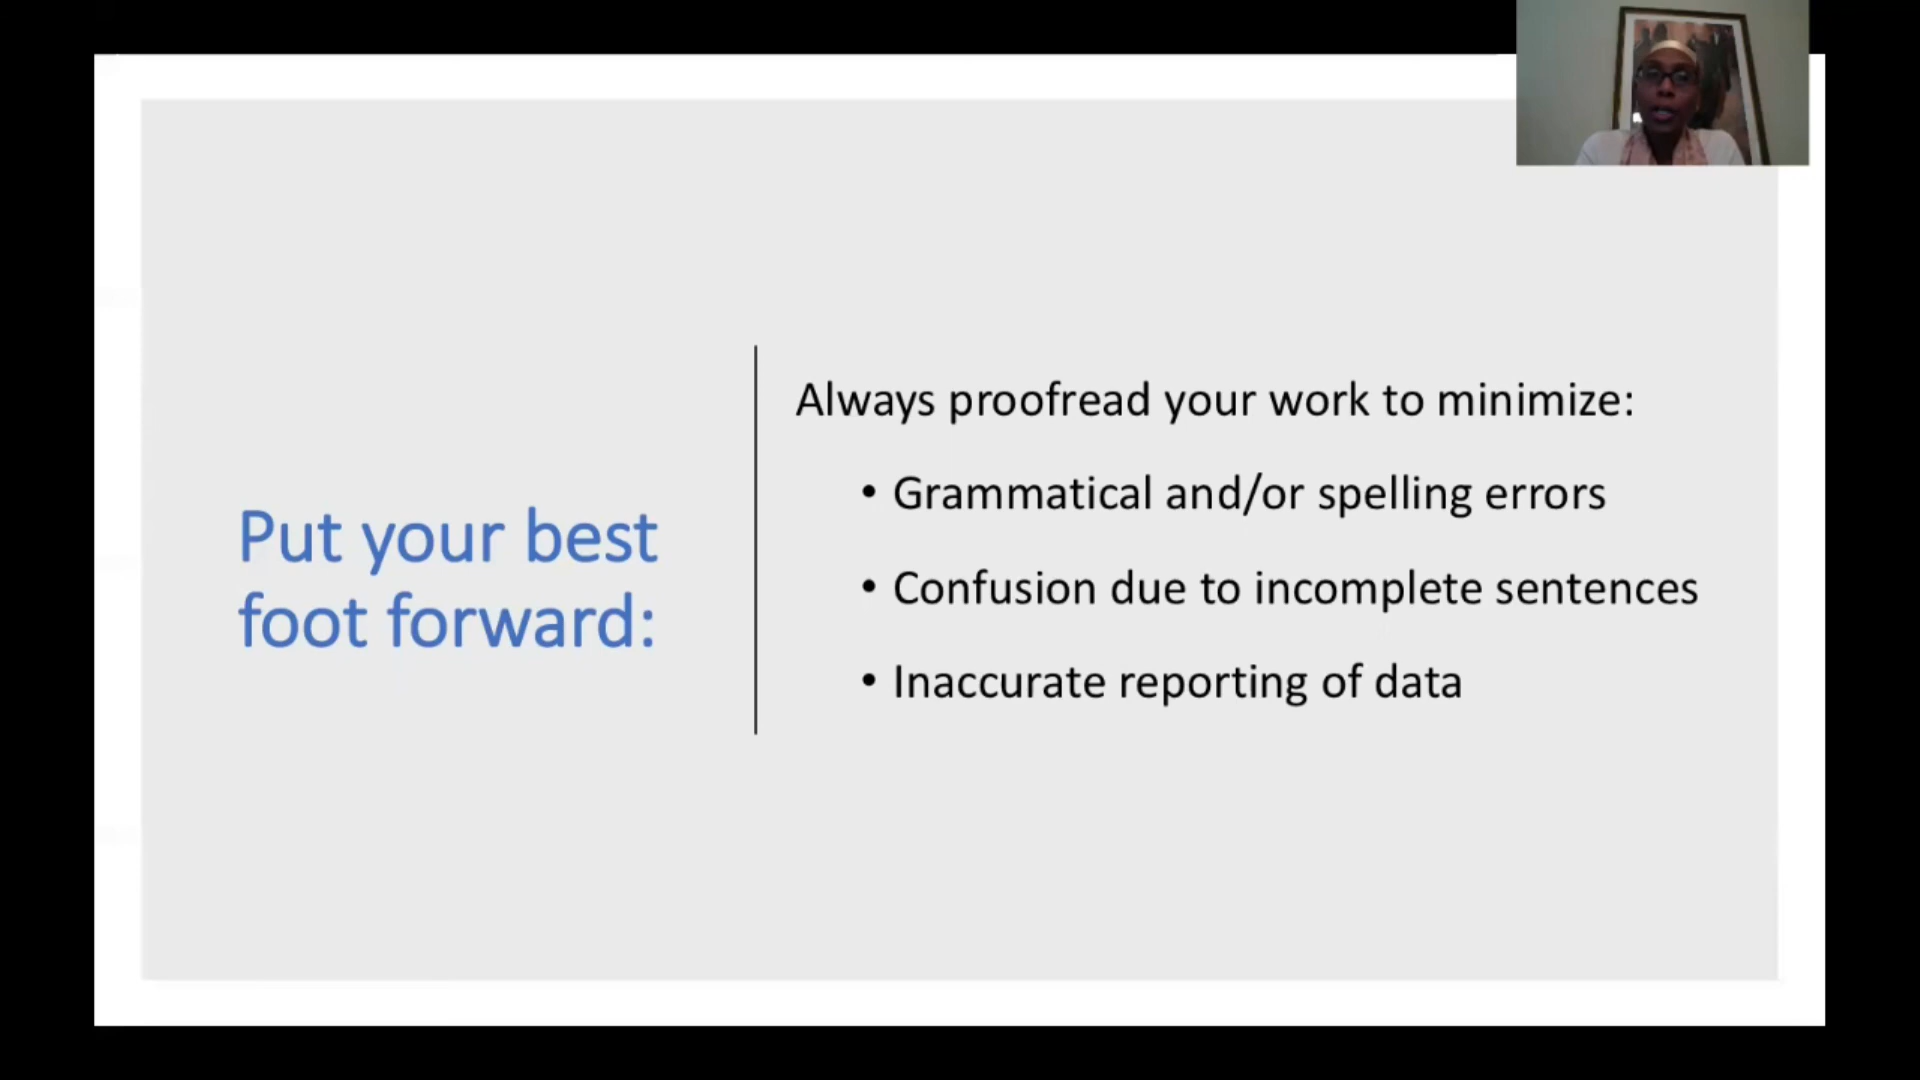 Put your best
foot forward:
Always proofread your work to minimize:
• Grammatical and/or spelling errors
• Confusion due to incomplete sentences
• Inaccurate reporting of data